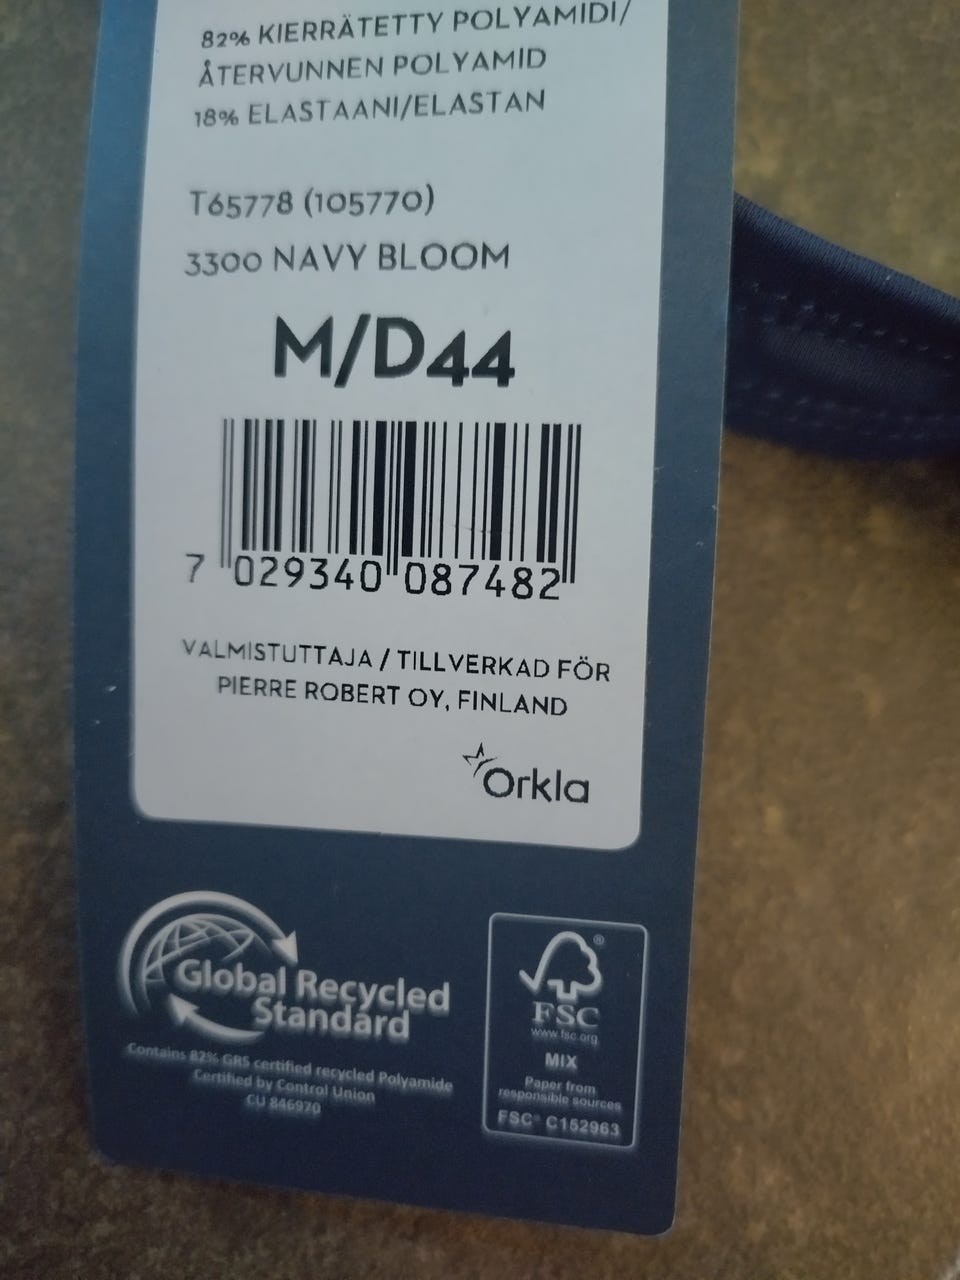 82% KIERRÄTETTY POLYAMIDI/
ÅTERVUNNEN POLYAMID
18% ELASTAANI/ELASTAN
T65778 (105770)
3300 NAVY BLOOM
M/D44
7 029340 087482
VALMISTUTTAJA / TILLVERKAD FÖR
PIERRE ROBERT OY, FINLAND
Orkla
Global Recycled
Standard
Contains 82% GRS certified recycled Polyamide
Certified by Control Union
CU 846970
®
FSC
www.fsc.org
MIX
Paper from
responsible sources
FSC® C152963